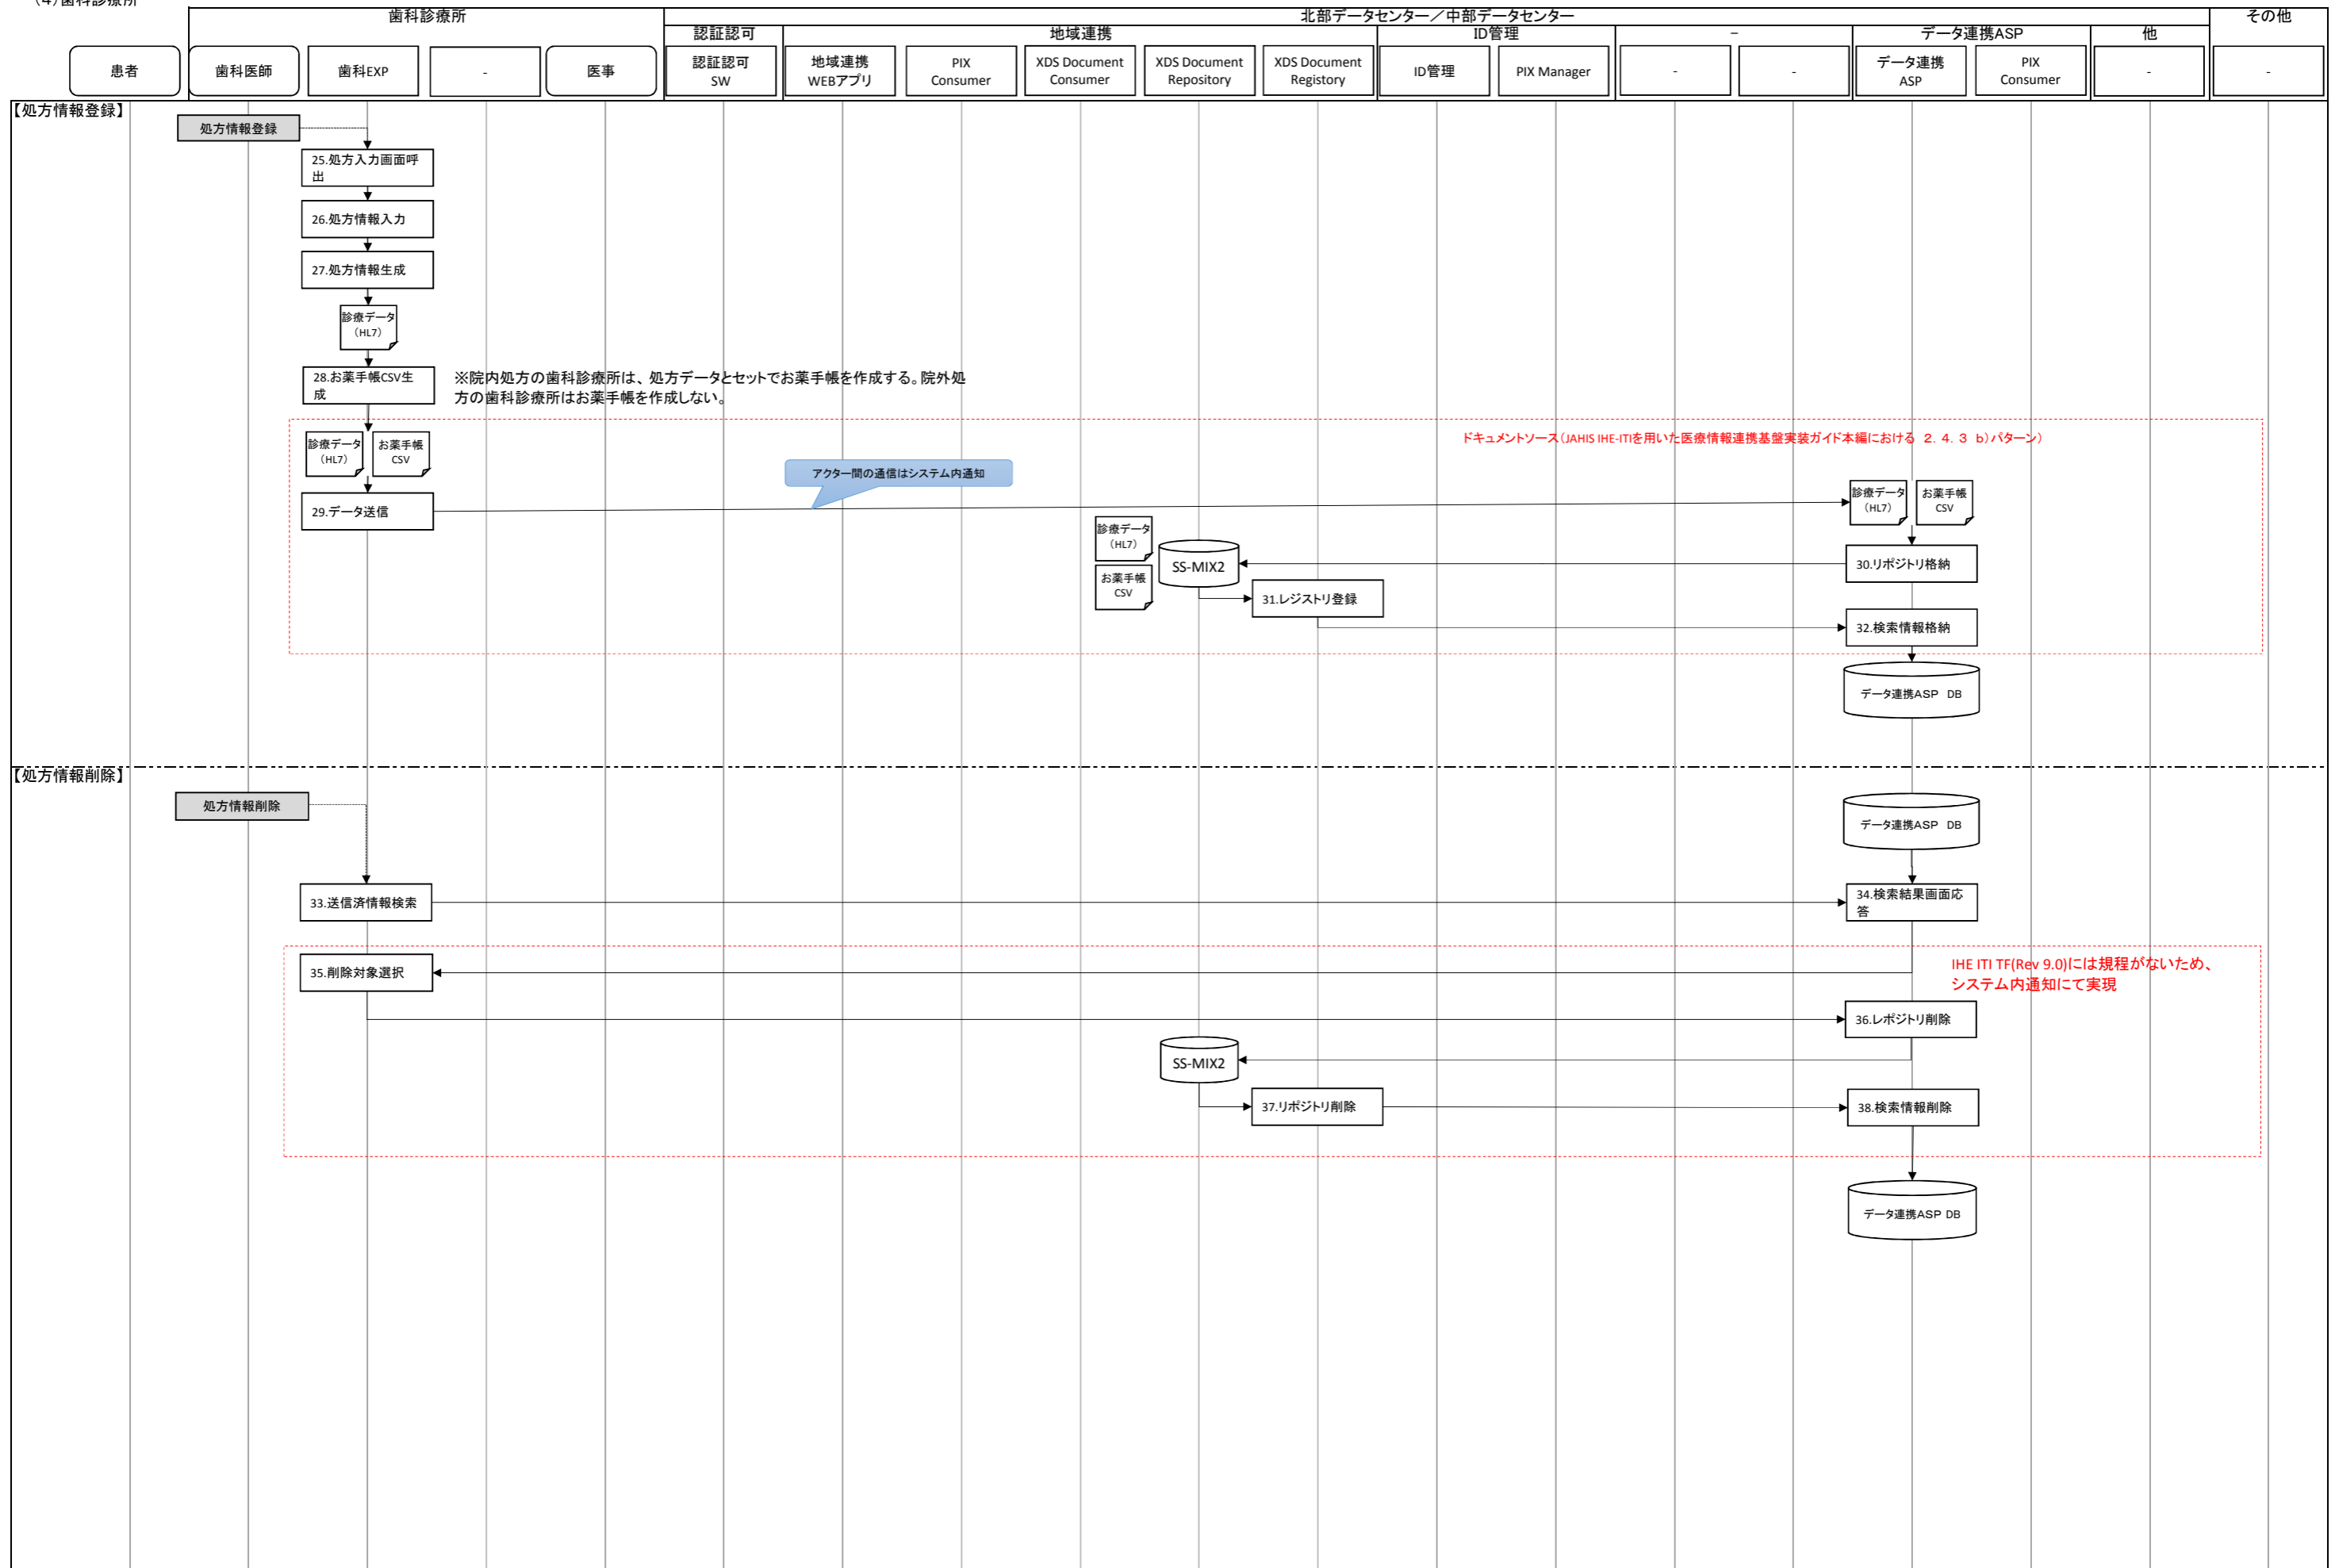 (4)歯科診療所
歯科診療所
北部データセンター／中部データセンター
その他
認証認可
地域連携
ID管理
－
データ連携ASP
他
患者
歯科医師
歯科EXP
-
医事
認証認可
SW
地域連携
WEBアプリ
PIX
Consumer
XDS Document
Consumer
XDS Document
Repository
XDS Document
Registory
ID管理
PIX Manager
-
-
データ連携
ASP
PIX
Consumer
-
-
【処方情報登録】
処方情報登録
25.処方入力画面呼
出
26.処方情報入力
27.処方情報生成
診療データ
（HL7）
28.お薬手帳CSV生
成
※院内処方の歯科診療所は、処方データとセットでお薬手帳を作成する。院外処
方の歯科診療所はお薬手帳を作成しない。
ドキュメントソース（JAHIS IHE-ITIを用いた医療情報連携基盤実装ガイド本編における ２．４．３ ｂ）パターン）
診療データ
（HL7）
お薬手帳
CSV
アクター間の通信はシステム内通知
29.データ送信
診療データ
（HL7）
お薬手帳
CSV
診療データ
（HL7）
お薬手帳
CSV
SS-MIX2
30.リポジトリ格納
31.レジストリ登録
32.検索情報格納
データ連携ASP DB
【処方情報削除】
処方情報削除
データ連携ASP DB
33.送信済情報検索
34.検索結果画面応
答
35.削除対象選択
IHE ITI TF(Rev 9.0)には規程がないため、
システム内通知にて実現
36.レポジトリ削除
SS-MIX2
37.リポジトリ削除
38.検索情報削除
データ連携ASP DB